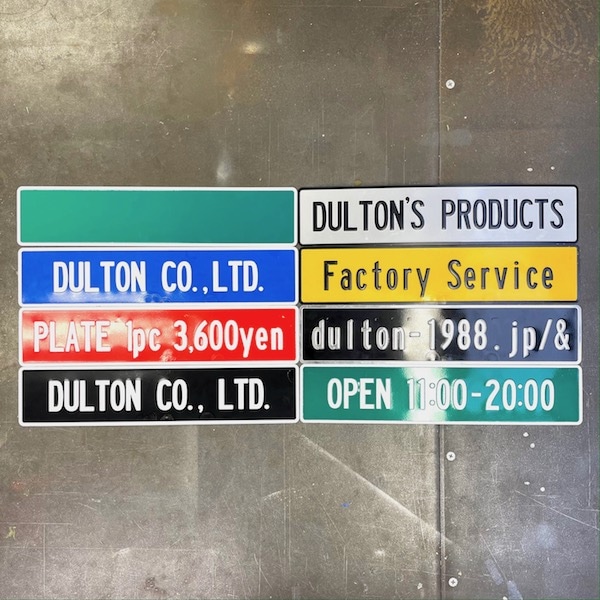 DULTON'S PRODUCTS
DULTON CO.,LTD.
Factory Service
PLATE 1pc 3,600yen
dulton-1988.jp/&
DULTON CO., LTD.
OPEN 11:00-20:00